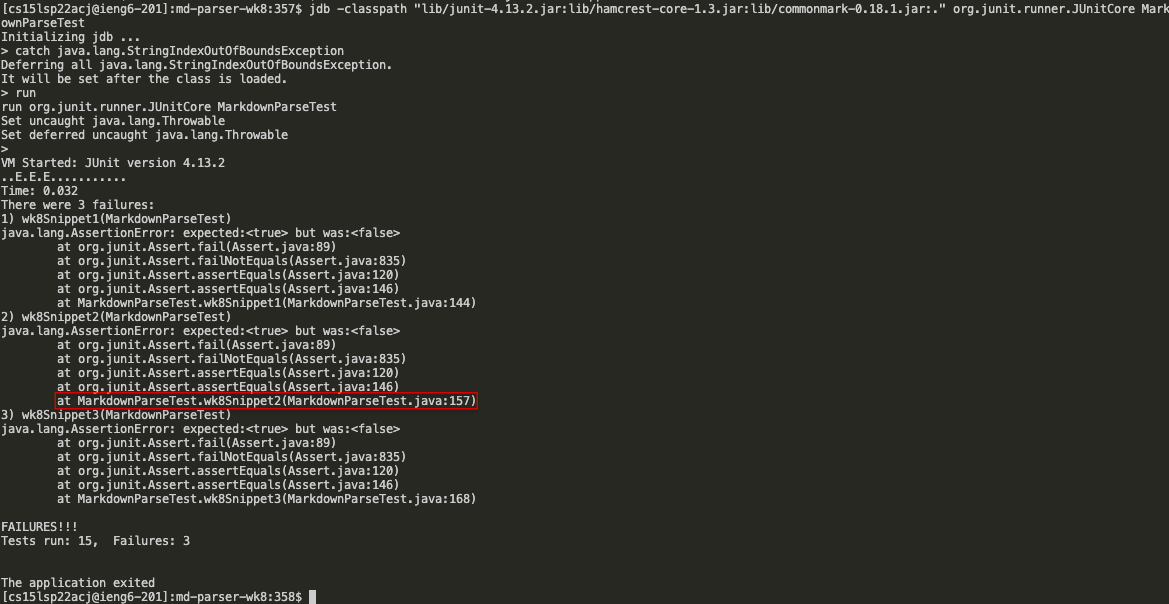 [cs15lsp22acj@ieng6-201]:md-parser-wk8:357$ jdb -classpath "lib/junit-4.13.2.jar:lib/hamcrest-core-1.3.jar:lib/commonmark-0.18.1.jar:." org.junit.runner.JUnitCore Mark
ownParseTest
Initializing jdb ...
> catch java.lang.StringIndexOutOfBoundsException
Deferring all java.lang.StringIndexOutOfBoundsException.
It will be set after the class is loaded.
> run
run org.junit.runner.JUnitCore MarkdownParseTest
Set uncaught java.lang.Throwable
Set deferred uncaught java.lang.Throwable
>
VM Started: JUnit version 4.13.2
..E.E.E...........
Time: 0.032
There were 3 failures:
1) wk8Snippet1(MarkdownParseTest)
java.lang.AssertionError: expected:<true> but was:<false>
at org.junit.Assert.fail(Assert.java:89)
at org.junit.Assert.failNotEquals(Assert.java:835)
at org.junit.Assert.assertEquals(Assert.java:120)
at org.junit.Assert.assertEquals(Assert.java:146)
at MarkdownParseTest.wk8Snippet1(MarkdownParseTest.java:144)
2) wk8Snippet2(MarkdownParseTest)
java.lang.AssertionError: expected:<true> but was:<false>
at org.junit.Assert.fail(Assert.java:89)
at org.junit.Assert.failNotEquals(Assert.java:835)
at org.junit.Assert.assertEquals(Assert.java:120)
at org.junit.Assert.assertEquals(Assert.java:146)
at MarkdownParseTest.wk8Snippet2(MarkdownParseTest.java:157)
3) wk8Snippet3(MarkdownParseTest)
java.lang.AssertionError: expected:<true> but was:<false>
at org.junit.Assert.fail(Assert.java:89)
at org.junit.Assert.failNotEquals(Assert.java:835)
at org.junit.Assert.assertEquals(Assert.java:120)
at org.junit.Assert.assertEquals(Assert.java:146)
at MarkdownParseTest.wk8Snippet3(MarkdownParseTest.java:168)
FAILURES!!!
Tests run: 15,  Failures: 3
The application exited
[cs15lsp22acj@ieng6-201]:md-parser-wk8:358$